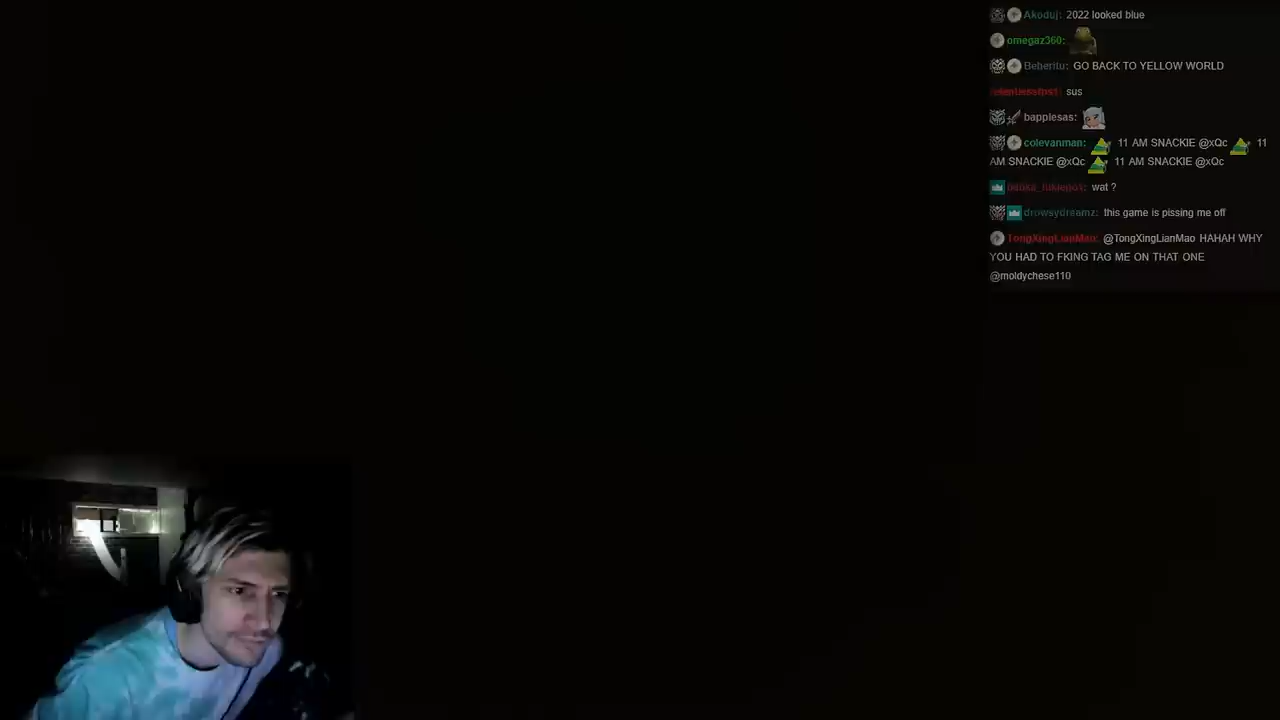 Akoduj: 2022 looked blue
omegaz360:
Beheritu: GO BACK TO YELLOW WORLD
sus
bapplesas:
colevanman: 11 AM SNACKIE @xQc 11
AM SNACKIE @xQc 11 AM SNACKIE @xQc
wat ?
drowsydreamz: this game is pissing me off
TongXingLianMao: @TongXingLianMao HAHAH WHY
YOU HAD TO FKING TAG ME ON THAT ONE
@moldychese110